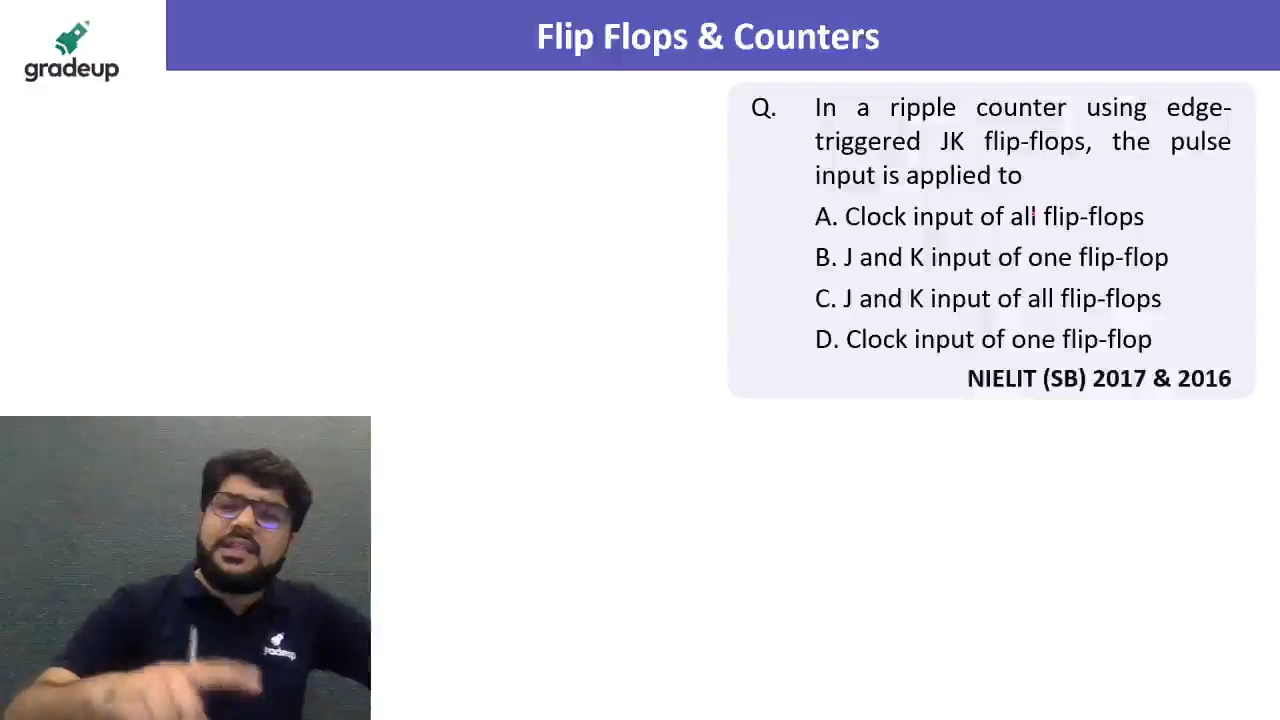 Flip Flops & Counters
gradeup
Q. In a ripple counter using edge-
triggered JK flip-flops, the pulse
input is applied to
A. Clock input of all flip-flops
B. J and K input of one flip-flop
C. J and K input of all flip-flops
D. Clock input of one flip-flop
NIELIT (SB) 2017 & 2016
gradeup